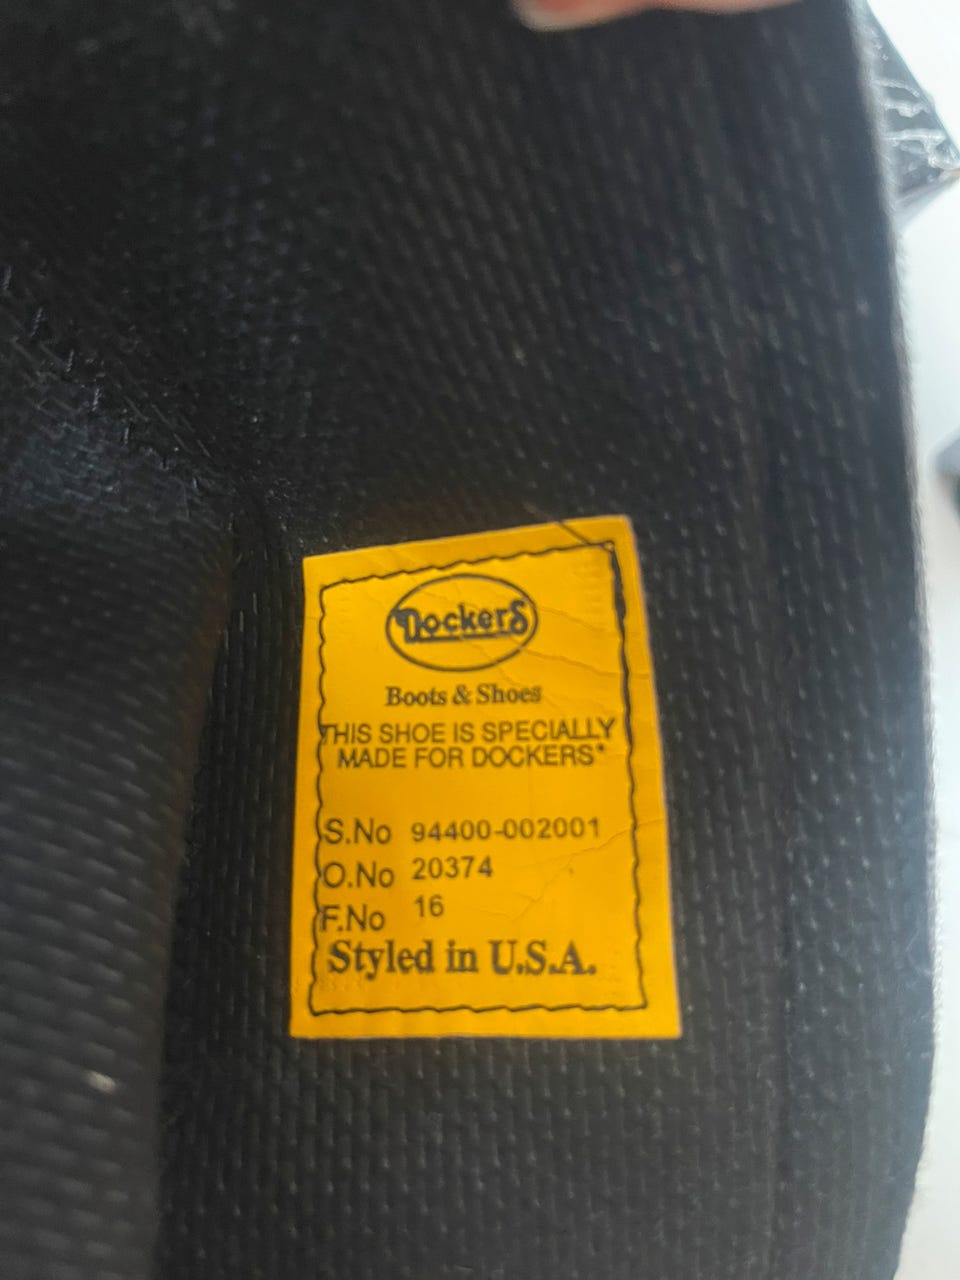 Dockers
Boots & Shoes
THIS SHOE IS SPECIALLY
MADE FOR DOCKERS*
S.No 94400-002001
O.No 20374
F.No 16
Styled in U.S.A.